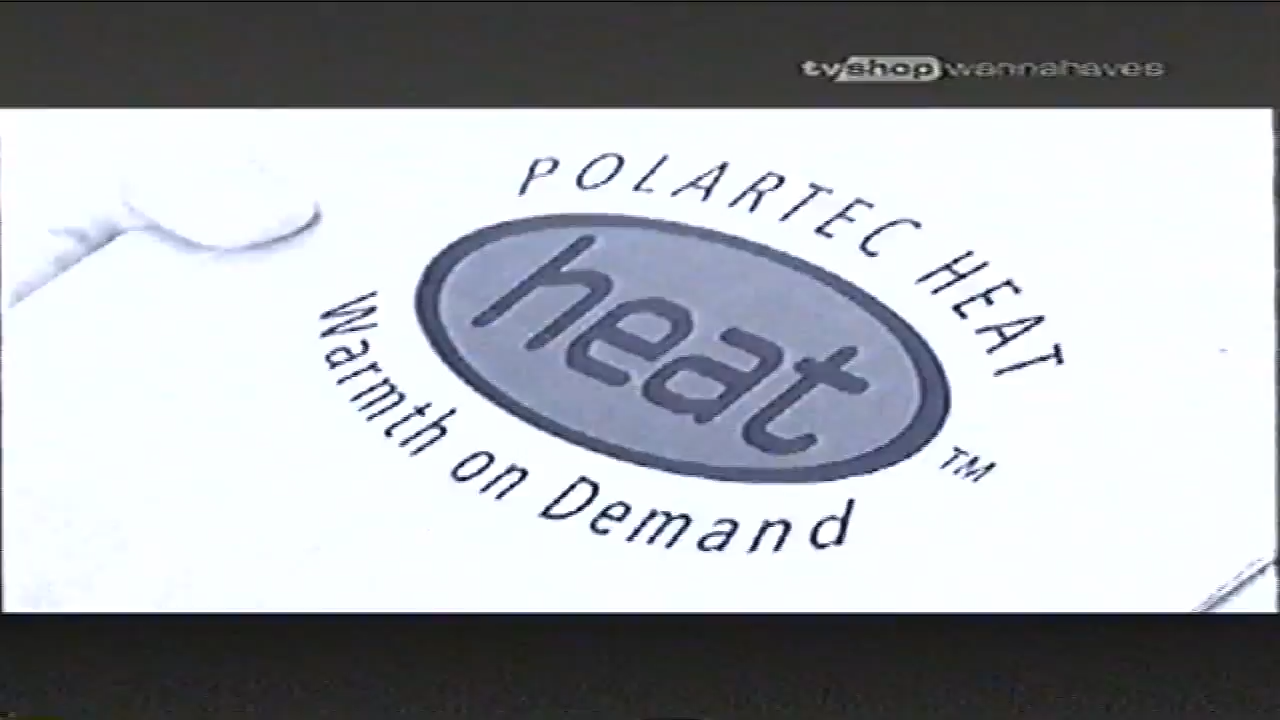 tvshop wannahaves
POLARTEC HEAT
heat
™
Warmth on Demand